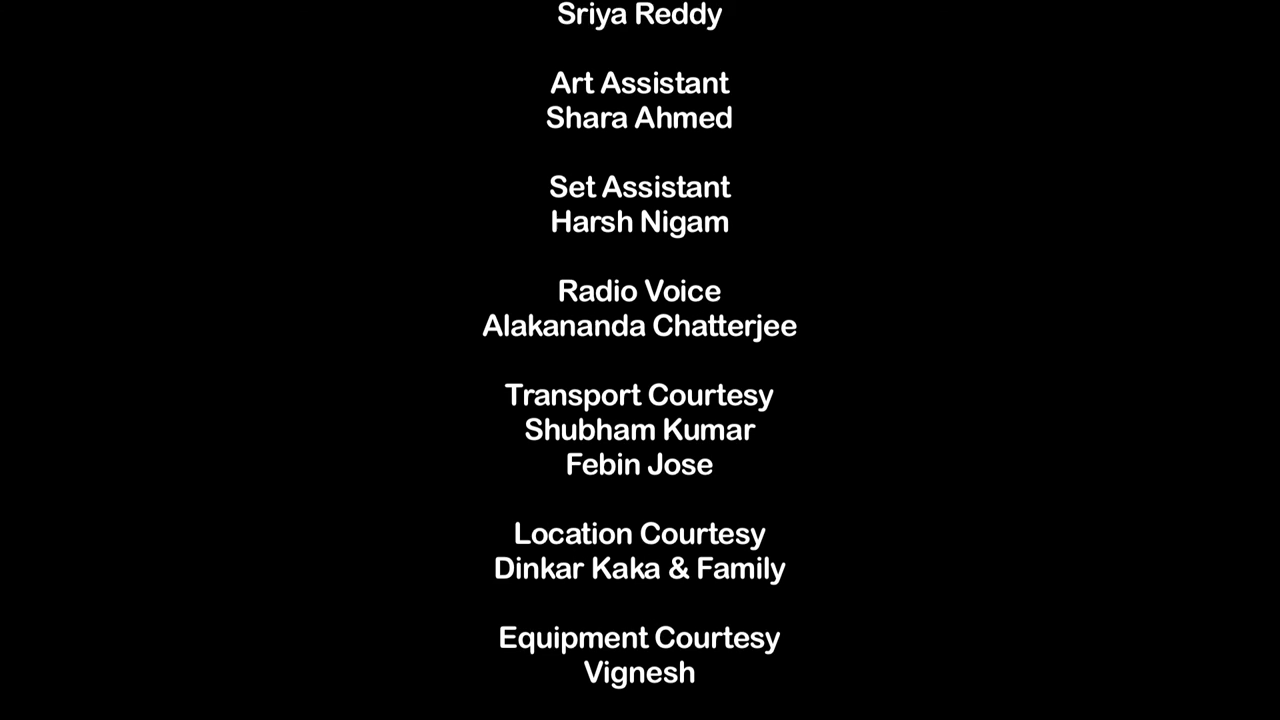 Sriya Reddy
Art Assistant
Shara Ahmed
Set Assistant
Harsh Nigam
Radio Voice
Alakananda Chatterjee
Transport Courtesy
Shubham Kumar
Febin Jose
Location Courtesy
Dinkar Kaka & Family
Equipment Courtesy
Vignesh